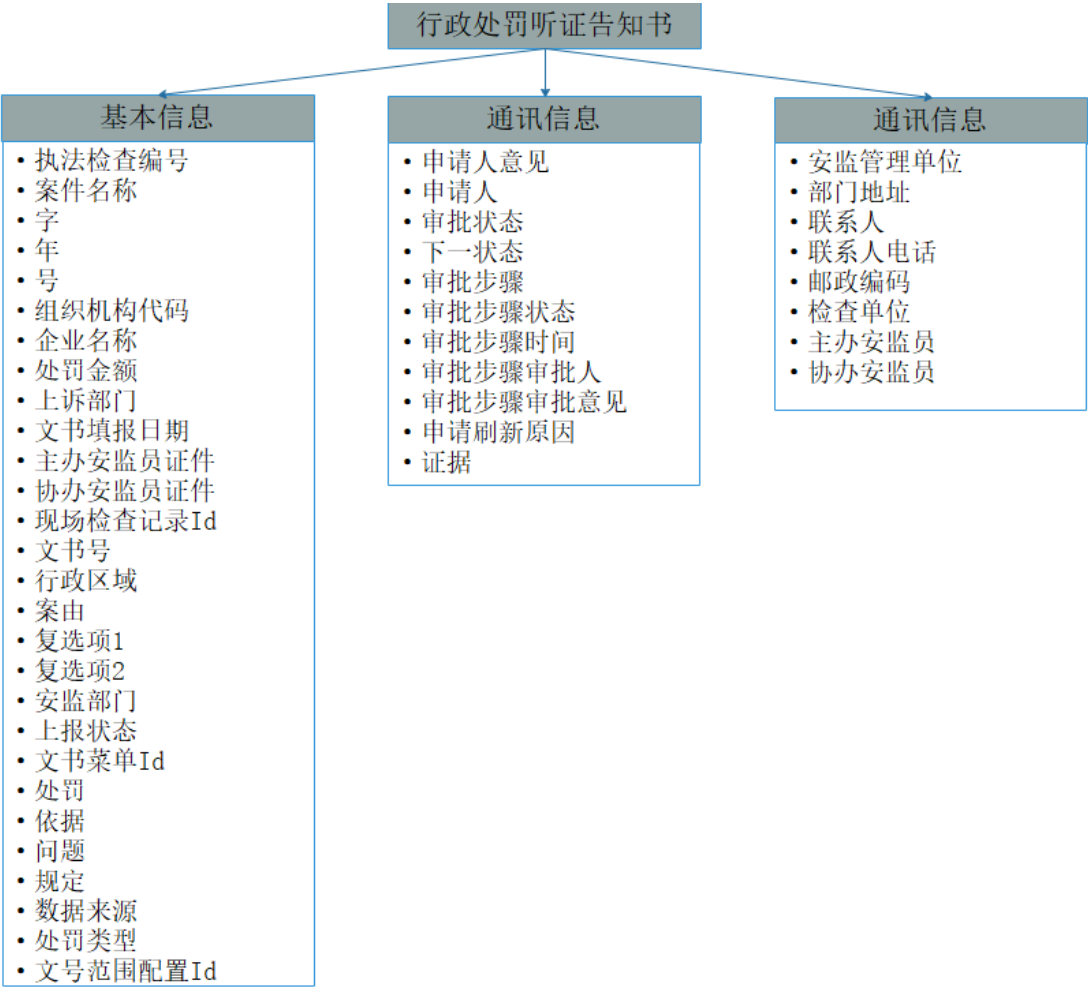 行政处罚听证告知书
基本信息
• 执法检查编号
• 案件名称
• 字
• 年
• 号
• 组织机构代码
• 企业名称
• 处罚金额
• 上诉部门
• 文书填报日期
• 主办安监员证件
• 协办安监员证件
• 现场检查记录Id
• 文书号
• 行政区域
• 案由
• 复选项1
• 复选项2
• 安监部门
• 上报状态
• 文书菜单Id
• 处罚
• 依据
• 问题
• 规定
• 数据来源
• 处罚类型
• 文号范围配置Id
通讯信息
• 申请人意见
• 申请人
• 审批状态
• 下一状态
• 审批步骤
• 审批步骤状态
• 审批步骤时间
• 审批步骤审批人
• 审批步骤审批意见
• 申请刷新原因
• 证据
通讯信息
• 安监管理单位
• 部门地址
• 联系人
• 联系人电话
• 邮政编码
• 检查单位
• 主办安监员
• 协办安监员